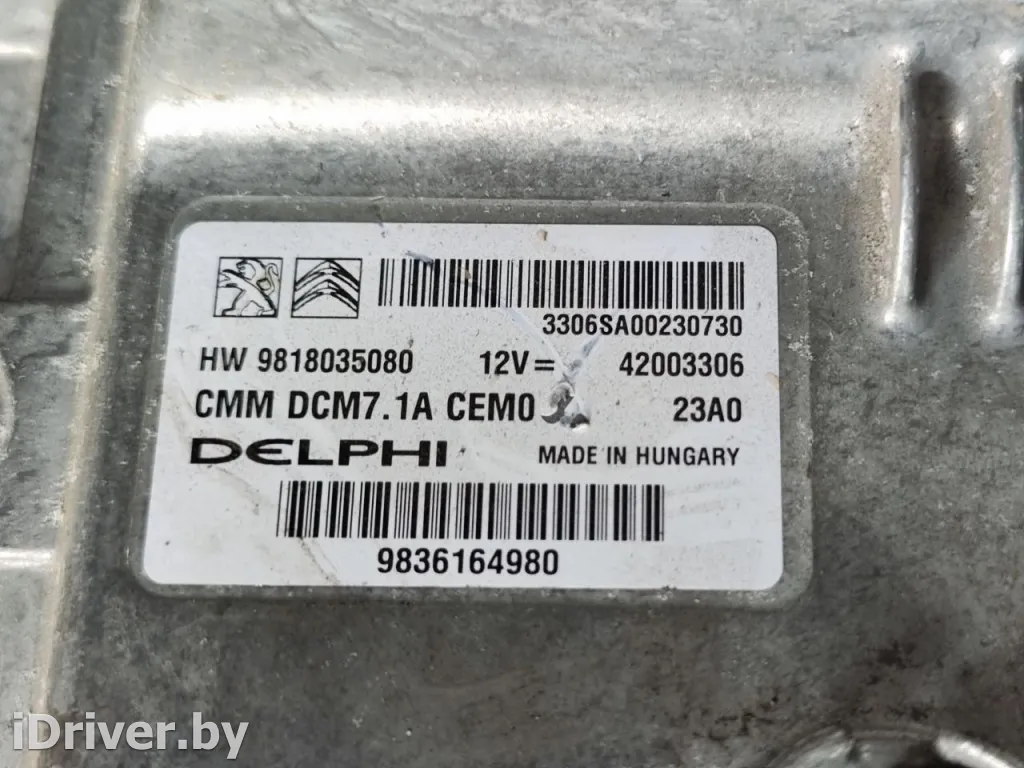 3306SA00230730
HW 9818035080 12V= 42003306
CMM DCM7.1A CEM0 23A0
DELPHI MADE IN HUNGARY
9836164980
iDriver.by